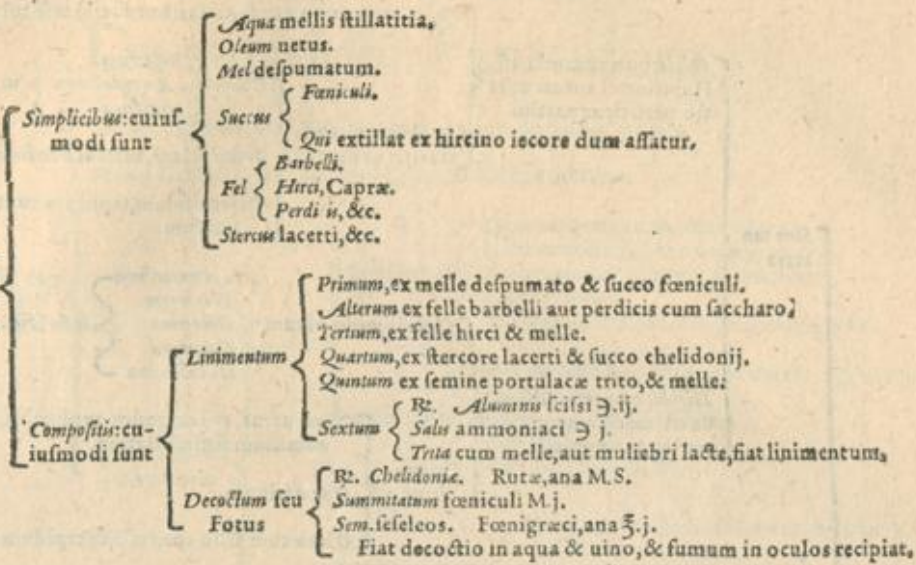 Aqua mellis ſtillatitia.
Oleum uetus.
Mel deſpumatum.
Succus
Fœniculi.
Qui extillat ex hircino iecore dum aſſatur.
Simplicibus: cuiuſ-
modi ſunt
Fel
Barbelli.
Hirci, Capræ.
Perdi is, &c.
Stercus lacerti, &c.
Primum, ex melle deſpumato & ſucco fœniculi.
Alterum ex felle barbelli aut perdicis cum ſaccharo.
Tertium, ex felle hirci & melle.
Linimentum
Quartum, ex ſtercore lacerti & ſucco chelidonij.
Quintum ex ſemine portulacæ trito, & melle.
Sextum
℞. Aluminis ſciſsi ℈.ij.
Salis ammoniaci ℈ j.
Trita cum melle, aut muliebri lacte, fiat linimentum.
Compoſitis: cu-
iuſmodi ſunt
Decoctum ſeu
Fotus
℞. Chelidoniæ. Rutæ, ana M.S.
Summitatum fœniculi M.j.
Sem. ſeſeleos. Fœnigræci, ana ℥.j.
Fiat decoctio in aqua & uino, & fumum in oculos recipiat.